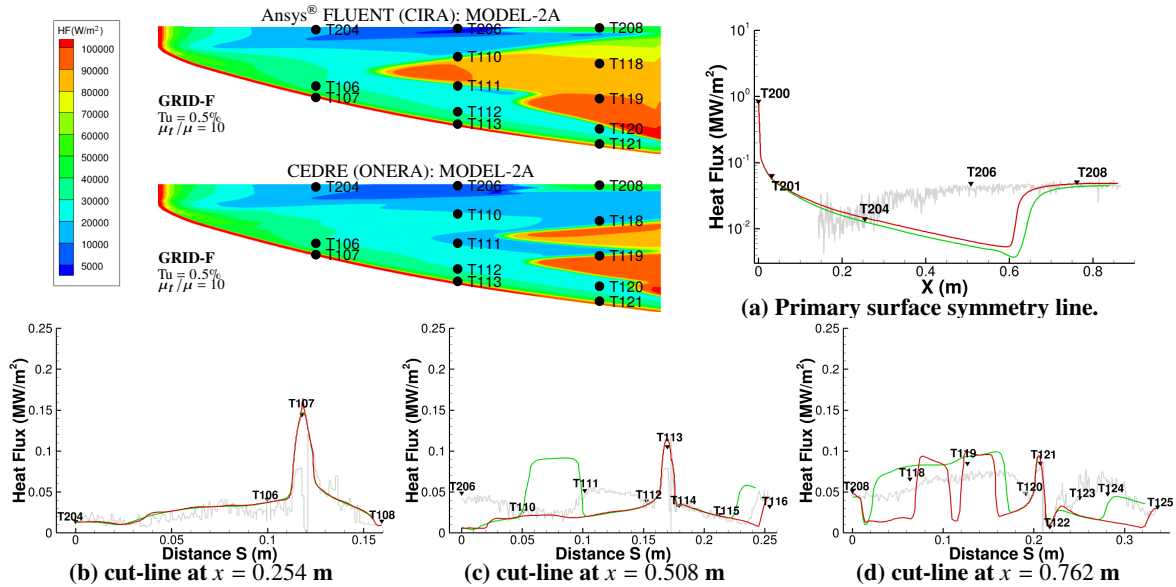 Ansys® FLUENT (CIRA): MODEL-2A
HF(W/m²)
100000
90000
80000
70000
60000
50000
40000
30000
20000
10000
5000
T204
T206
T208
T110
T118
T106
T111
T107
T119
T112
T113
T120
T121
GRID-F
Tu = 0.5%
μt/μ = 10
CEDRE (ONERA): MODEL-2A
T204
T206
T208
T110
T118
T106
T111
T107
T119
T112
T113
T120
T121
GRID-F
Tu = 0.5%
μt/μ = 10
Heat Flux (MW/m²)
10¹
10⁰
10⁻¹
10⁻²
T200
T201
T204
T206
T208
0 0.2 0.4 0.6 0.8
X (m)
(a) Primary surface symmetry line.
Heat Flux (MW/m²)
0.25
0.2
0.15
0.1
0.05
0
T204
T106
T107
T108
0 0.05 0.1 0.15
Distance S (m)
(b) cut-line at x = 0.254 m
Heat Flux (MW/m²)
0.25
0.2
0.15
0.1
0.05
0
T206
T110
T111
T112
T113
T114
T115
T116
0 0.05 0.1 0.15 0.2 0.25
Distance S (m)
(c) cut-line at x = 0.508 m
Heat Flux (MW/m²)
0.25
0.2
0.15
0.1
0.05
0
T208
T118
T119
T120
T121
T122
T123
T124
T125
0 0.1 0.2 0.3
Distance S (m)
(d) cut-line at x = 0.762 m